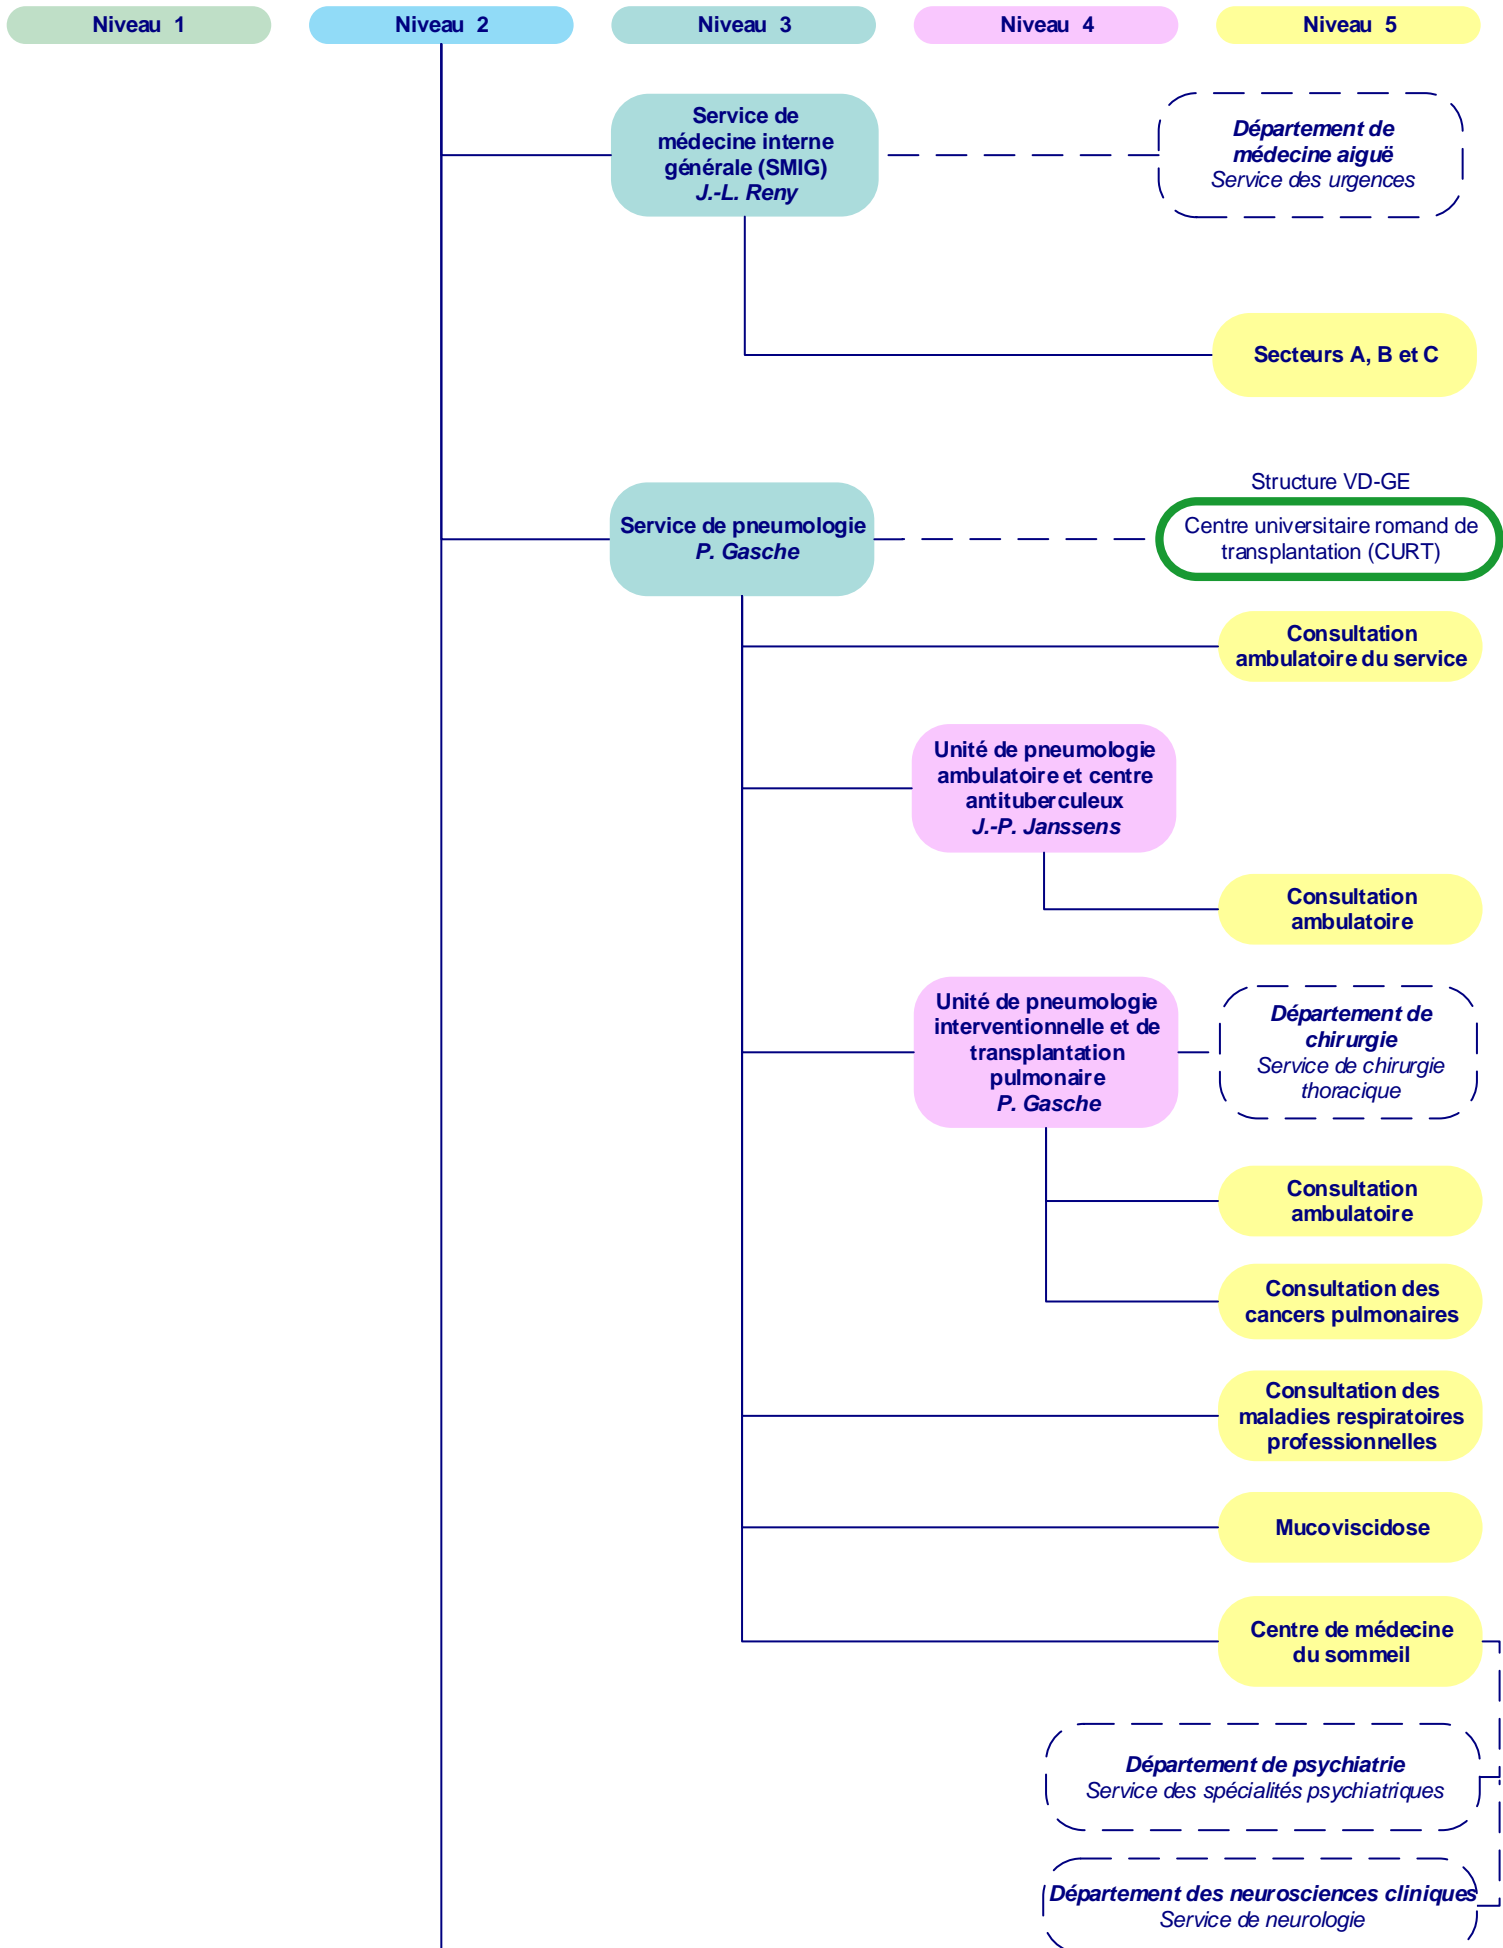 Niveau 1
Niveau 2
Niveau 3
Niveau 4
Niveau 5
Service de
médecine interne
générale (SMIG)
J.-L. Reny
Département de
médecine aiguë
Service des urgences
Secteurs A, B et C
Structure VD-GE
Service de pneumologie
P. Gasche
Centre universitaire romand de
transplantation (CURT)
Consultation
ambulatoire du service
Unité de pneumologie
ambulatoire et centre
antituberculeux
J.-P. Janssens
Consultation
ambulatoire
Unité de pneumologie
interventionnelle et de
transplantation
pulmonaire
P. Gasche
Département de
chirurgie
Service de chirurgie
thoracique
Consultation
ambulatoire
Consultation des
cancers pulmonaires
Consultation des
maladies respiratoires
professionnelles
Mucoviscidose
Centre de médecine
du sommeil
Département de psychiatrie
Service des spécialités psychiatriques
Département des neurosciences cliniques
Service de neurologie